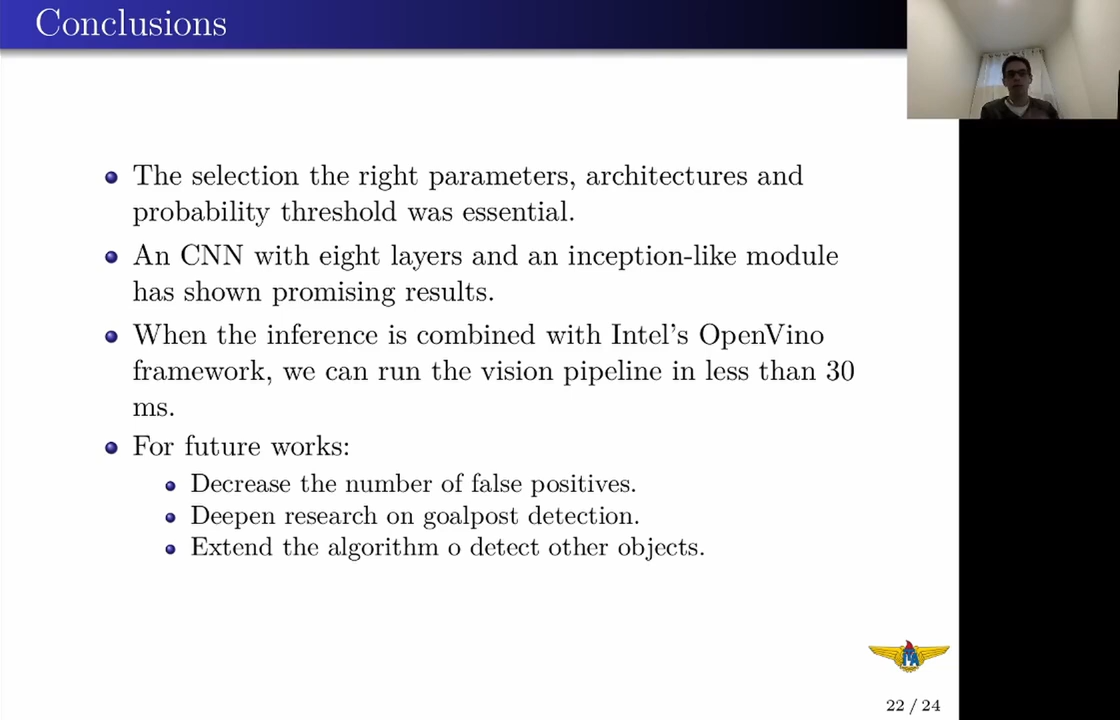 Conclusions
The selection the right parameters, architectures and
probability threshold was essential.
An CNN with eight layers and an inception-like module
has shown promising results.
When the inference is combined with Intel's OpenVino
framework, we can run the vision pipeline in less than 30
ms.
For future works:
Decrease the number of false positives.
Deepen research on goalpost detection.
Extend the algorithm o detect other objects.
ITA
22 / 24